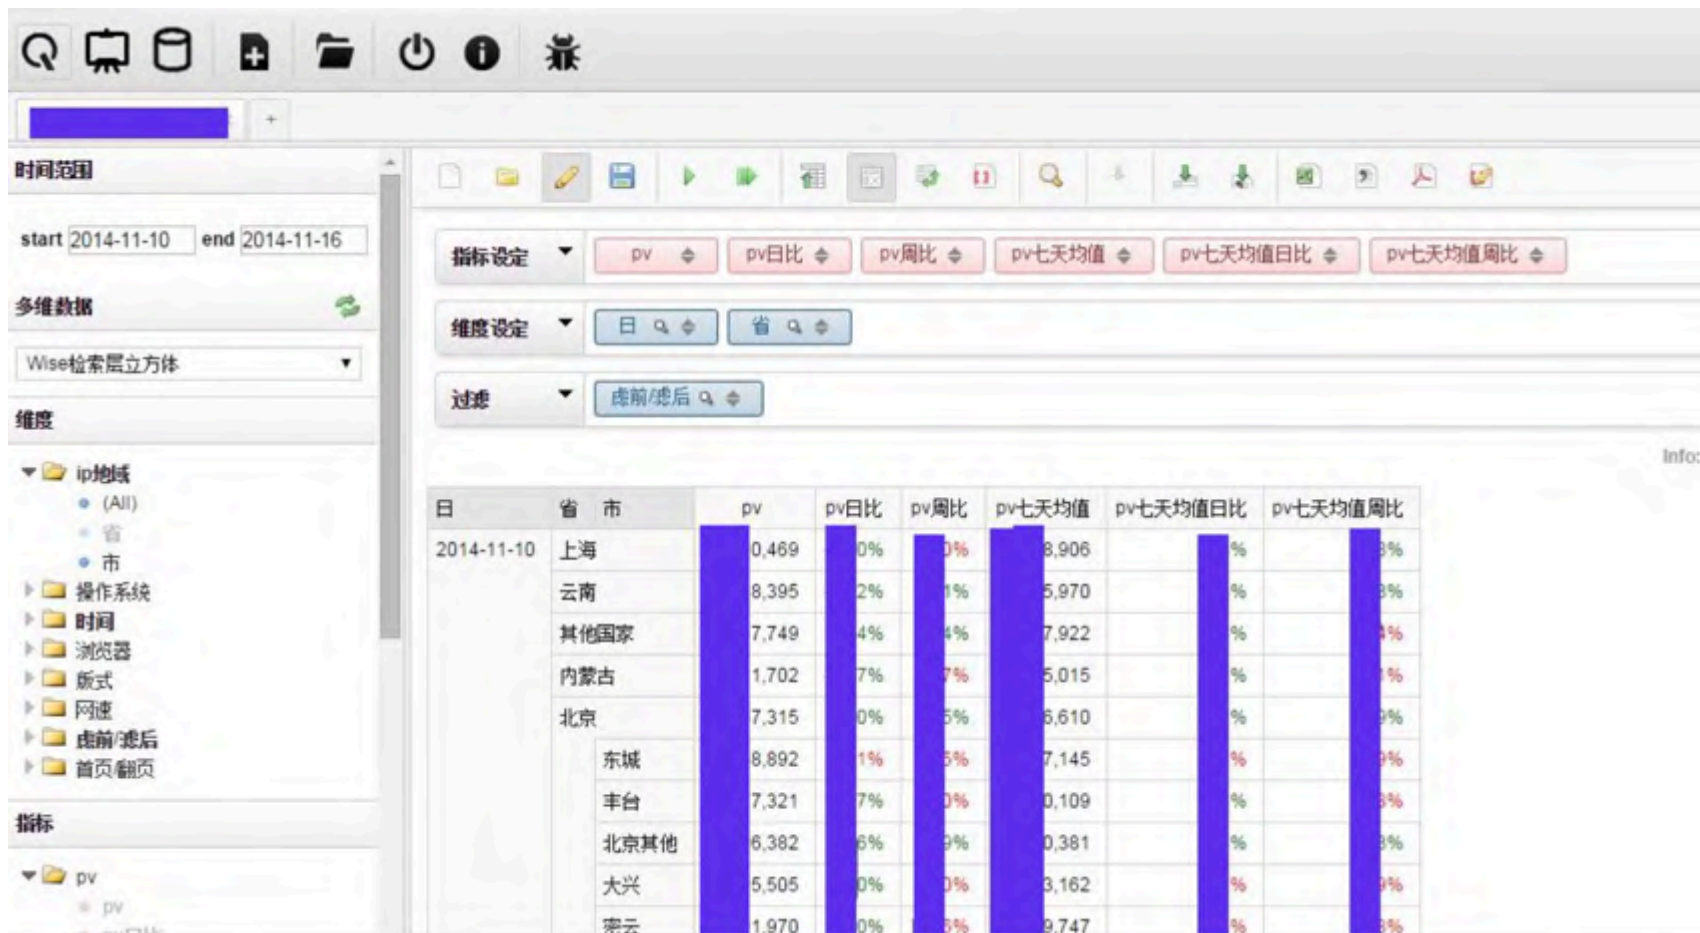 +
时间范围
start 2014-11-10 end 2014-11-16
多维数据
Wise检索层立方体
维度
ip地域
(All)
省
市
操作系统
时间
浏览器
版式
网速
虑前/滤后
首页/翻页
指标
pv
pv
指标设定 pv pv日比 pv周比 pv七天均值 pv七天均值日比 pv七天均值周比
维度设定 日 省
过滤 虑前/滤后
Info:
日 省 市 pv pv日比 pv周比 pv七天均值 pv七天均值日比 pv七天均值周比
2014-11-10 上海 0,469 0% 0% 8,906 % 3%
云南 8,395 2% 1% 5,970 % 3%
其他国家 7,749 4% 4% 7,922 % %
内蒙古 1,702 7% 7% 5,015 % %
北京 7,315 0% 5% 6,610 % 9%
东城 8,892 1% 5% 7,145 % 9%
丰台 7,321 7% 0% 0,109 % 3%
北京其他 6,382 6% 9% 0,381 % 3%
大兴 5,505 0% 0% 3,162 % 9%
密云 1,970 0% % 9,747 % 3%